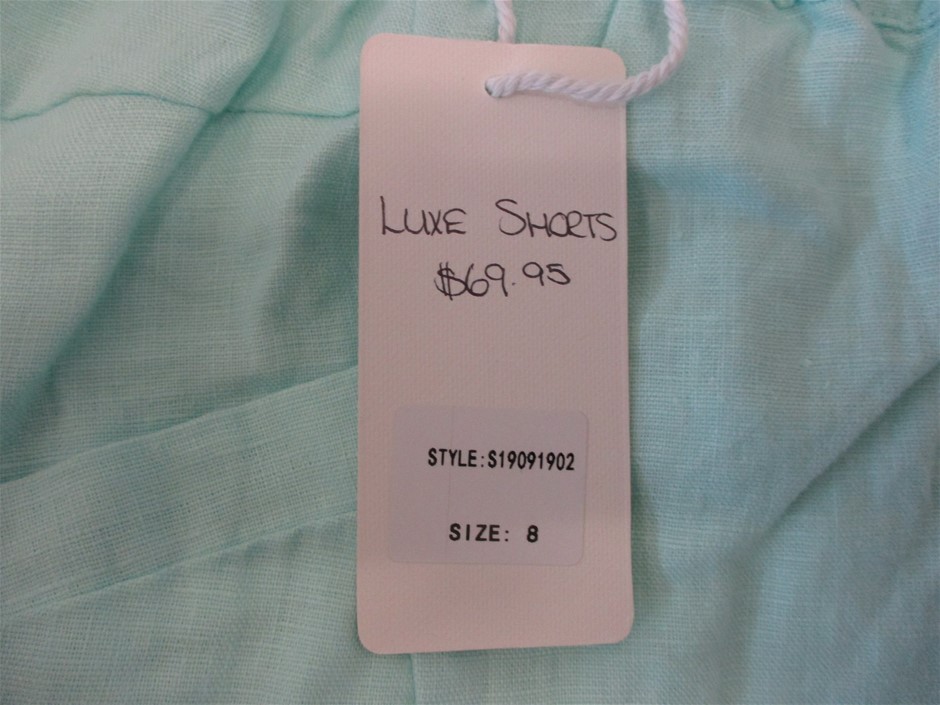 LUXE SHORTS
$69.95
STYLE:S19091902
SIZE: 8